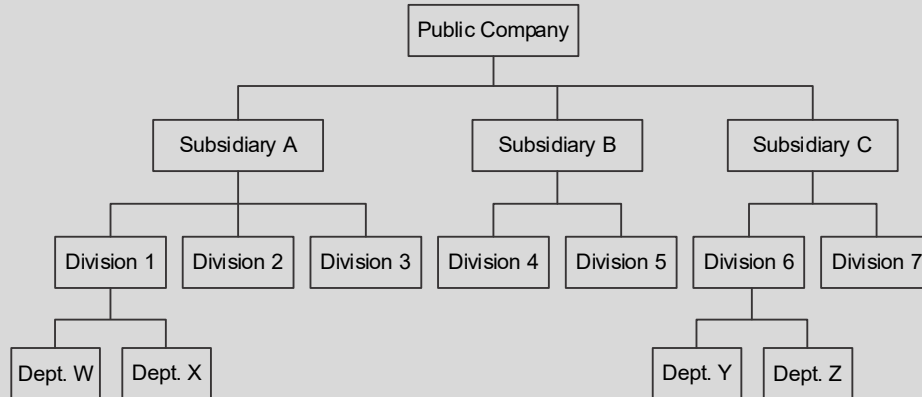 Public Company
Subsidiary A
Subsidiary B
Subsidiary C
Division 1
Division 2
Division 3
Division 4
Division 5
Division 6
Division 7
Dept. W
Dept. X
Dept. Y
Dept. Z